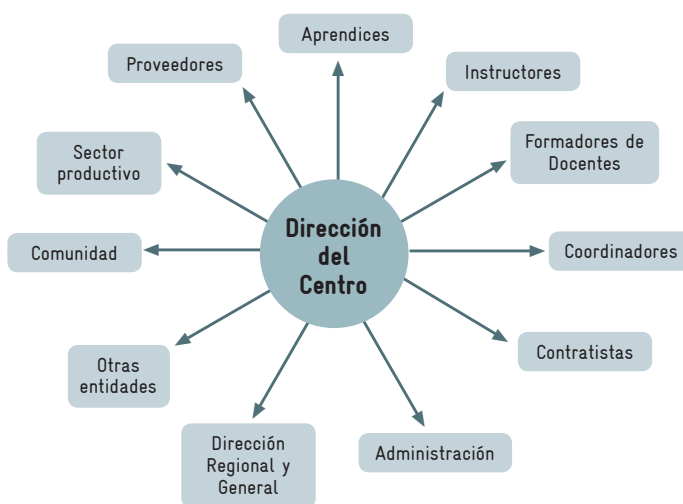 Aprendices
Proveedores
Instructores
Sector
productivo
Formadores de
Docentes
Dirección
del
Centro
Comunidad
Coordinadores
Otras
entidades
Contratistas
Dirección
Regional y
General
Administración